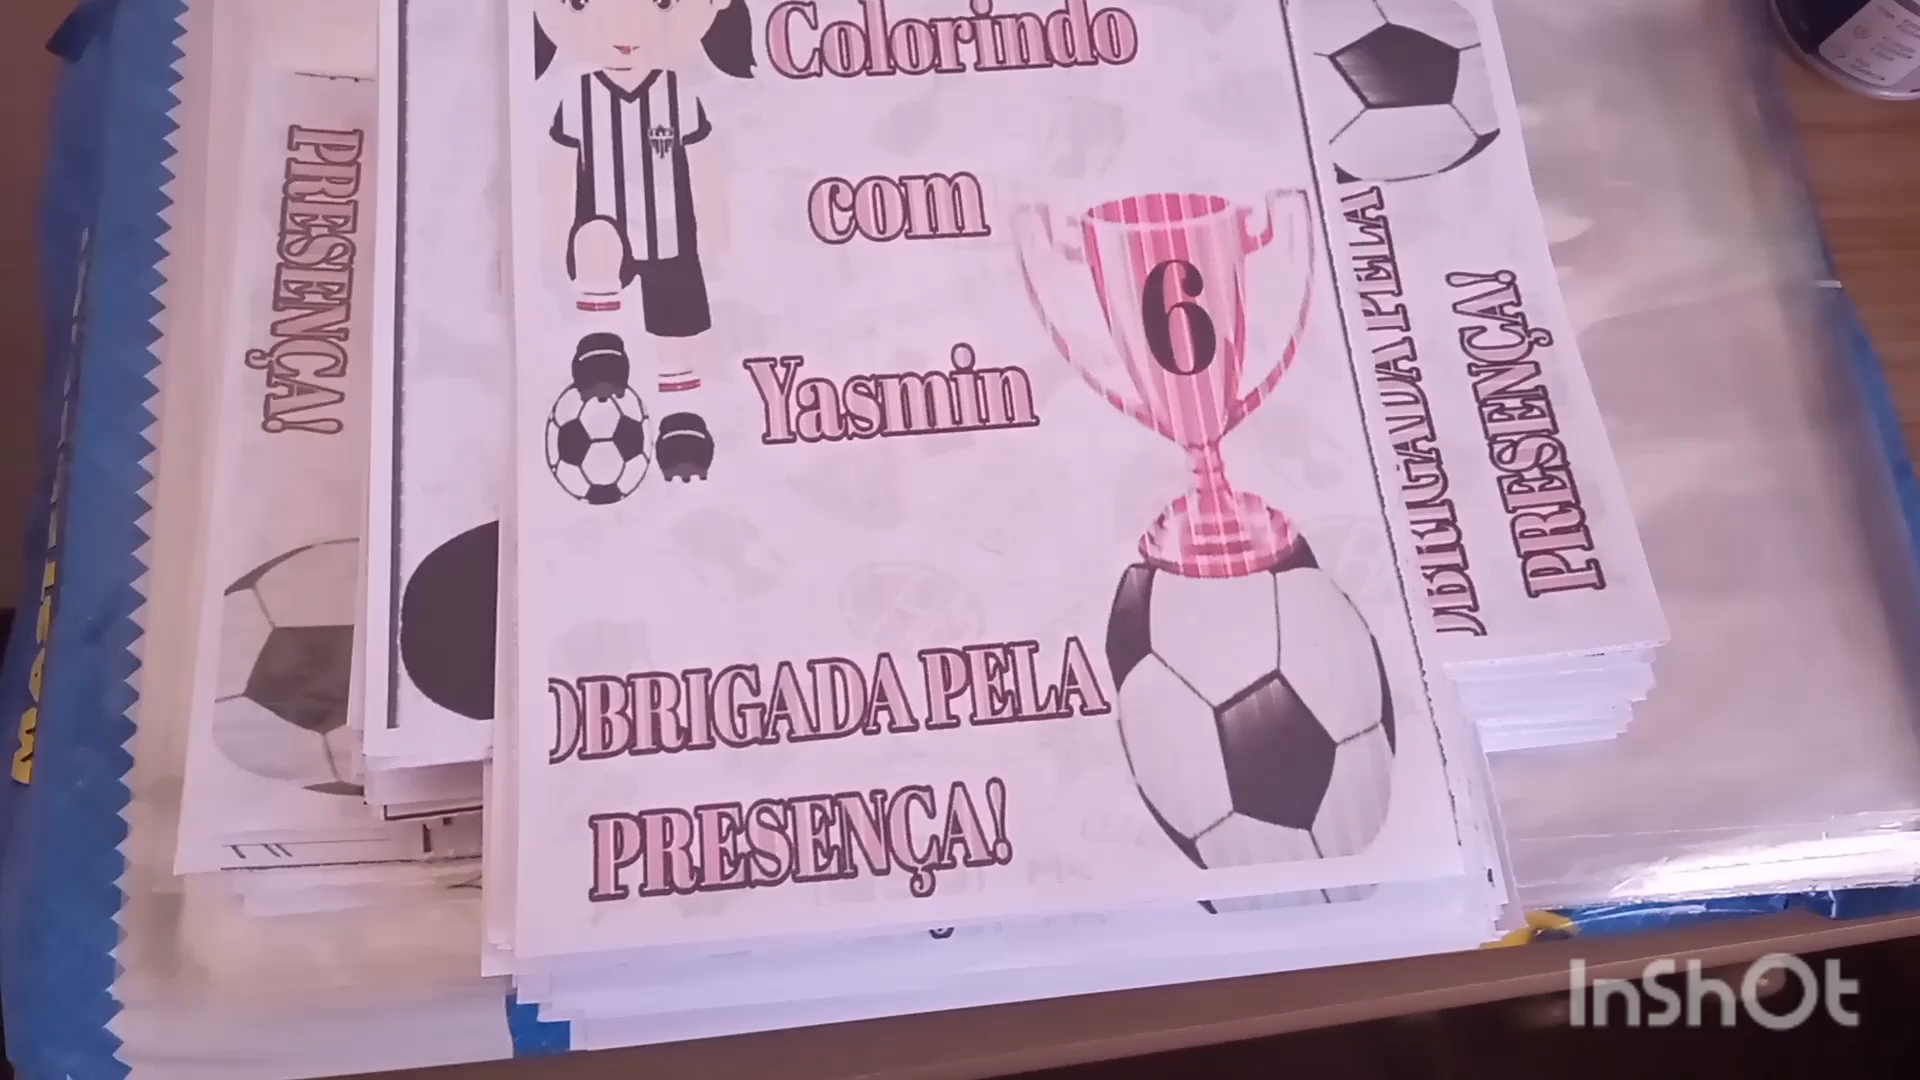 Colorindo
com
Yasmin
6
OBRIGADA PELA
PRESENÇA!
PRESENÇA!
OBRIGADA PELA
PRESENÇA!
InShOt